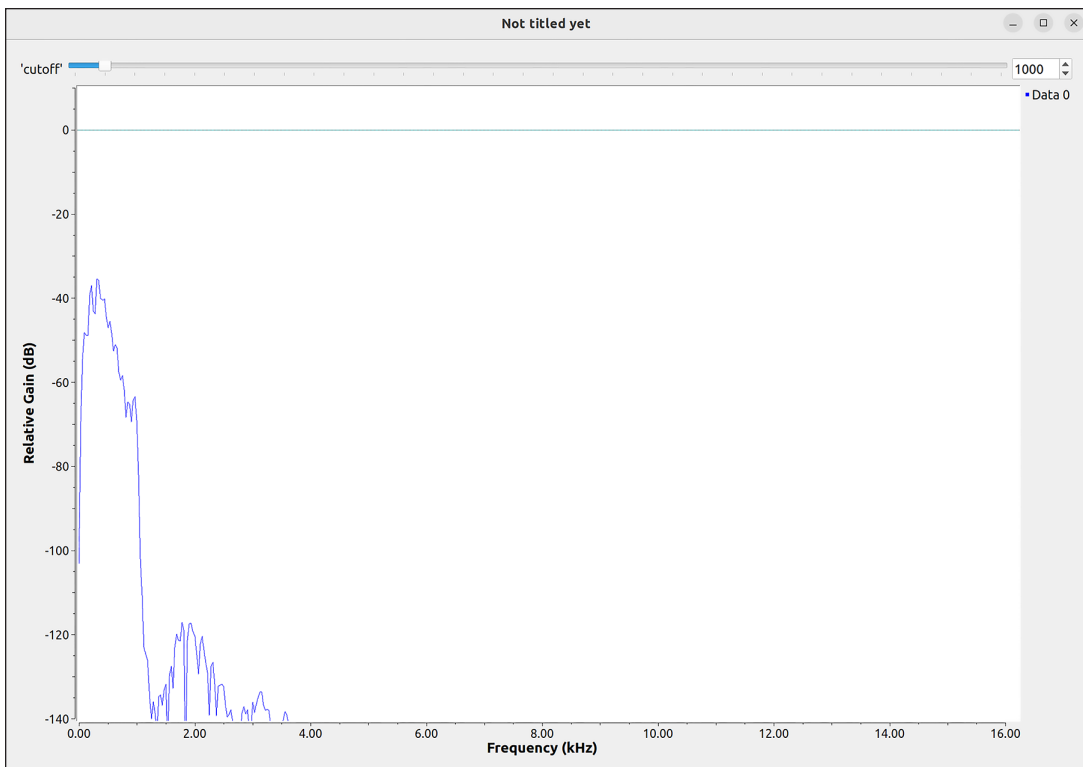 Not titled yet
'cutoff'
1000
Data 0
0
-20
-40
-60
-80
-100
-120
-140
Relative Gain (dB)
0.00 2.00 4.00 6.00 8.00 10.00 12.00 14.00 16.00
Frequency (kHz)